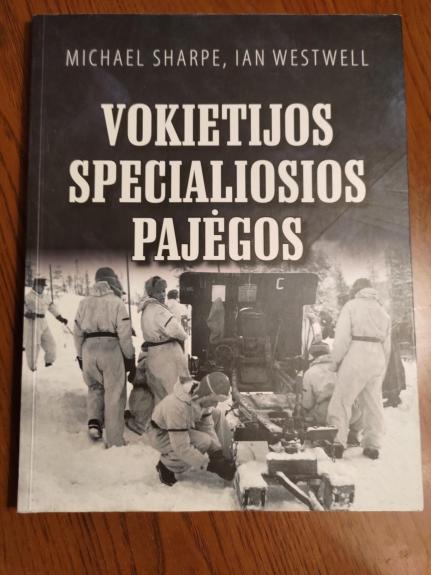 MICHAEL SHARPE, IAN WESTWELL
VOKIETIJOS
SPECIALIOSIOS
PAJĖGOS
C